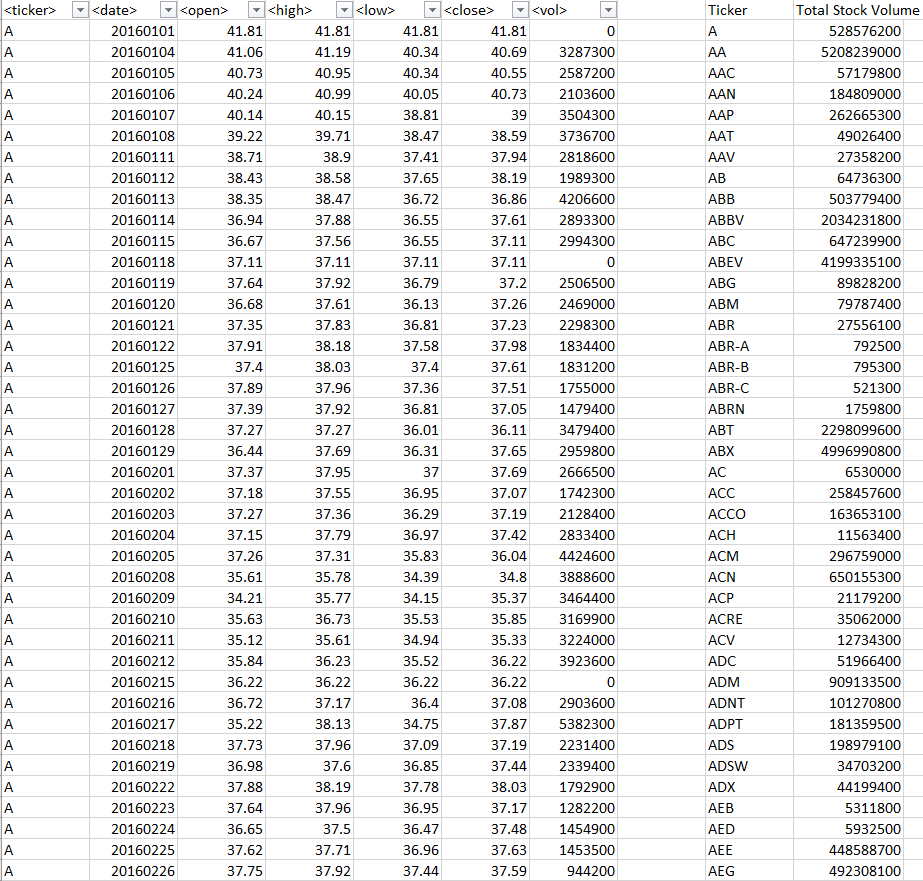 <ticker> <date> <open> <high> <low> <close> <vol> Ticker Total Stock Volume
A 20160101 41.81 41.81 41.81 41.81 0 A 528576200
A 20160104 41.06 41.19 40.34 40.69 3287300 AA 5208239000
A 20160105 40.73 40.95 40.34 40.55 2587200 AAC 57179800
A 20160106 40.24 40.99 40.05 40.73 2103600 AAN 184809000
A 20160107 40.14 40.15 38.81 39 3504300 AAP 262665300
A 20160108 39.22 39.71 38.47 38.59 3736700 AAT 49026400
A 20160111 38.71 38.9 37.41 37.94 2818600 AAV 27358200
A 20160112 38.43 38.58 37.65 38.19 1989300 AB 64736300
A 20160113 38.35 38.47 36.72 36.86 4206600 ABB 503779400
A 20160114 36.94 37.88 36.55 37.61 2893300 ABBV 2034231800
A 20160115 36.67 37.56 36.55 37.11 2994300 ABC 647239900
A 20160118 37.11 37.11 37.11 37.11 0 ABEV 4199335100
A 20160119 37.64 37.92 36.79 37.2 2506500 ABG 89828200
A 20160120 36.68 37.61 36.13 37.26 2469000 ABM 79787400
A 20160121 37.35 37.83 36.81 37.23 2298300 ABR 27556100
A 20160122 37.91 38.18 37.58 37.98 1834400 ABR-A 792500
A 20160125 37.4 38.03 37.4 37.61 1831200 ABR-B 795300
A 20160126 37.89 37.96 37.36 37.51 1755000 ABR-C 521300
A 20160127 37.39 37.92 36.81 37.05 1479400 ABRN 1759800
A 20160128 37.27 37.27 36.01 36.11 3479400 ABT 2298099600
A 20160129 36.44 37.69 36.31 37.65 2959800 ABX 4996990800
A 20160201 37.37 37.95 37 37.69 2666500 AC 6530000
A 20160202 37.18 37.55 36.95 37.07 1742300 ACC 258457600
A 20160203 37.27 37.36 36.29 37.19 2128400 ACCO 163653100
A 20160204 37.15 37.79 36.97 37.42 2833400 ACH 11563400
A 20160205 37.26 37.31 35.83 36.04 4424600 ACM 296759000
A 20160208 35.61 35.78 34.39 34.8 3888600 ACN 650155300
A 20160209 34.21 35.77 34.15 35.37 3464400 ACP 21179200
A 20160210 35.63 36.73 35.53 35.85 3169900 ACRE 35062000
A 20160211 35.12 35.61 34.94 35.33 3224000 ACV 12734300
A 20160212 35.84 36.23 35.52 36.22 3923600 ADC 51966400
A 20160215 36.22 36.22 36.22 36.22 0 ADM 909133500
A 20160216 36.72 37.17 36.4 37.08 2903600 ADNT 101270800
A 20160217 35.22 38.13 34.75 37.87 5382300 ADPT 181359500
A 20160218 37.73 37.96 37.09 37.19 2231400 ADS 198979100
A 20160219 36.98 37.6 36.85 37.44 2339400 ADSW 34703200
A 20160222 37.88 38.19 37.78 38.03 1792900 ADX 44199400
A 20160223 37.64 37.96 36.95 37.17 1282200 AEB 5311800
A 20160224 36.65 37.5 36.47 37.48 1454900 AED 5932500
A 20160225 37.62 37.71 36.96 37.63 1453500 AEE 448588700
A 20160226 37.75 37.92 37.44 37.59 944200 AEG 492308100